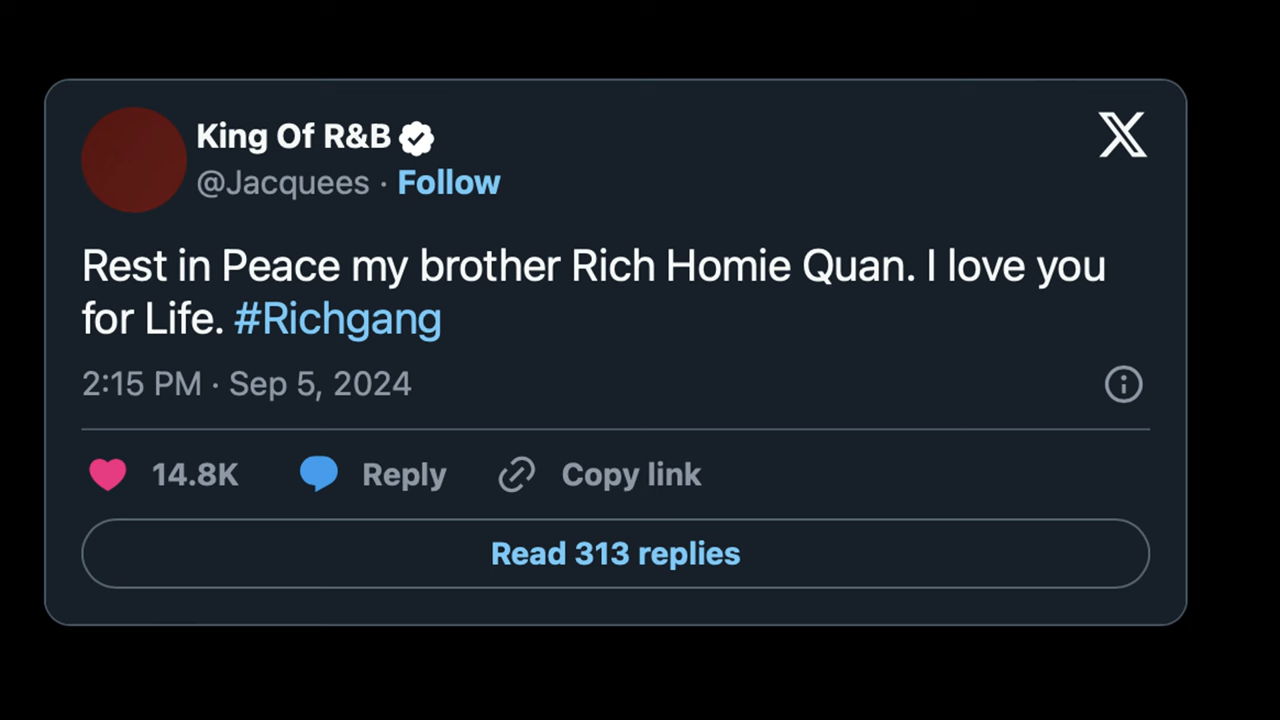 King Of R&B
@Jacquees · Follow
Rest in Peace my brother Rich Homie Quan. I love you
for Life. #Richgang
2:15 PM · Sep 5, 2024
14.8K Reply Copy link
Read 313 replies